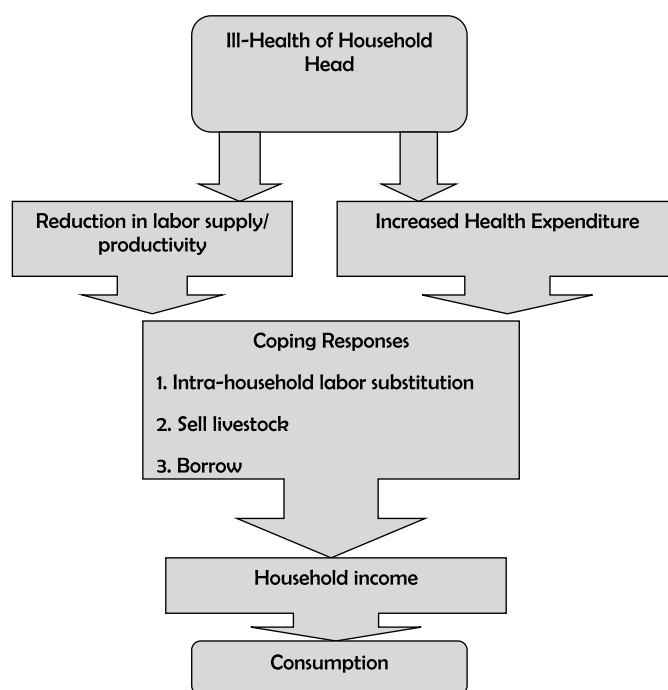 Ill-Health of Household
Head
Reduction in labor supply/
productivity
Increased Health Expenditure
Coping Responses
1. Intra-household labor substitution
2. Sell livestock
3. Borrow
Household income
Consumption